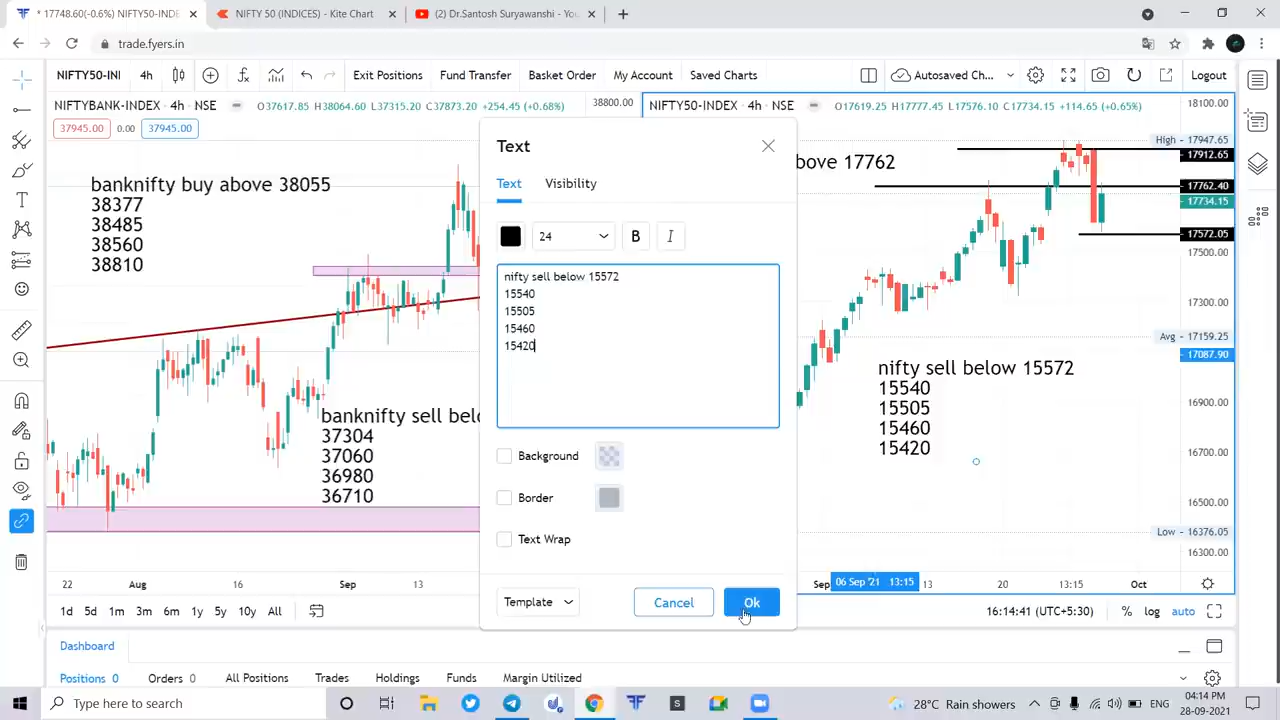 * 17748.60(-0.6%) NIFTY50-INDEX
NIFTY 50 (INDICES) - Kite Chart
(2) Dr.Santosh Suryawanshi - You
trade.fyers.in
NIFTY50-INI
4h
Exit Positions
Fund Transfer
Basket Order
My Account
Saved Charts
Autosaved Ch...
Logout
NIFTYBANK-INDEX • 4h • NSE
O37617.85 H38064.60 L37315.20 C37873.20 +254.45 (+0.68%)
37945.00
0.00
37945.00
38800.00
NIFTY50-INDEX • 4h • NSE
O17619.25 H17777.45 L17576.10 C17734.15 +114.65 (+0.65%)
banknifty buy above 38055
38377
38485
38560
38810
banknifty sell belo
37304
37060
36980
36710
Text
Text
Visibility
24
B
I
nifty sell below 15572
15540
15505
15460
15420
Background
Border
Text Wrap
Template
Cancel
Ok
above 17762
nifty sell below 15572
15540
15505
15460
15420
18100.00
High
17947.65
17912.65
17762.40
17734.15
17572.05
17500.00
17300.00
Avg
17159.25
17087.90
16900.00
16700.00
16500.00
Low
16376.05
16300.00
22
Aug
16
Sep
13
Sep
06 Sep '21 13:15
13
20
13:15
Oct
1d
5d
1m
3m
6m
1y
5y
10y
All
16:14:41 (UTC+5:30)
%
log
auto
Dashboard
Positions 0
Orders 0
All Positions
Trades
Holdings
Funds
Margin Utilized
Type here to search
28°C Rain showers
ENG
04:14 PM
28-09-2021